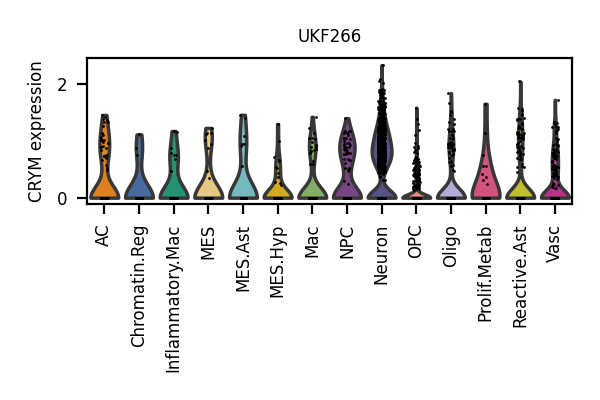 UKF266
CRYM expression
2
0
AC
Chromatin.Reg
Inflammatory.Mac
MES
MES.Ast
MES.Hyp
Mac
NPC
Neuron
OPC
Oligo
Prolif.Metab
Reactive.Ast
Vasc